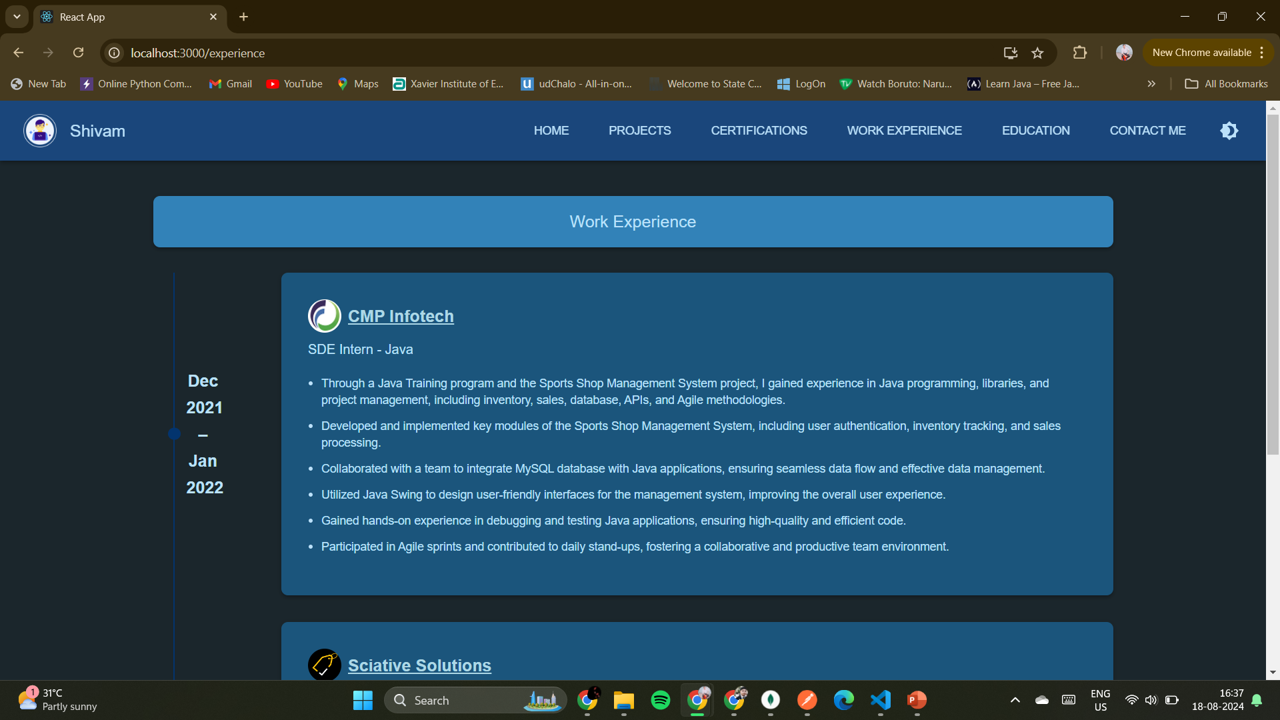 React App
localhost:3000/experience
New Chrome available
New Tab
Online Python Com...
Gmail
YouTube
Maps
Xavier Institute of E...
udChalo - All-in-on...
Welcome to State C...
LogOn
Watch Boruto: Naru...
Learn Java – Free Ja...
All Bookmarks
Shivam
HOME
PROJECTS
CERTIFICATIONS
WORK EXPERIENCE
EDUCATION
CONTACT ME
Work Experience
Dec
2021
–
Jan
2022
CMP Infotech
SDE Intern - Java
• Through a Java Training program and the Sports Shop Management System project, I gained experience in Java programming, libraries, and
project management, including inventory, sales, database, APIs, and Agile methodologies.
• Developed and implemented key modules of the Sports Shop Management System, including user authentication, inventory tracking, and sales
processing.
• Collaborated with a team to integrate MySQL database with Java applications, ensuring seamless data flow and effective data management.
• Utilized Java Swing to design user-friendly interfaces for the management system, improving the overall user experience.
• Gained hands-on experience in debugging and testing Java applications, ensuring high-quality and efficient code.
• Participated in Agile sprints and contributed to daily stand-ups, fostering a collaborative and productive team environment.
Sciative Solutions
1
31°C
Partly sunny
Search
ENG
US
16:37
18-08-2024